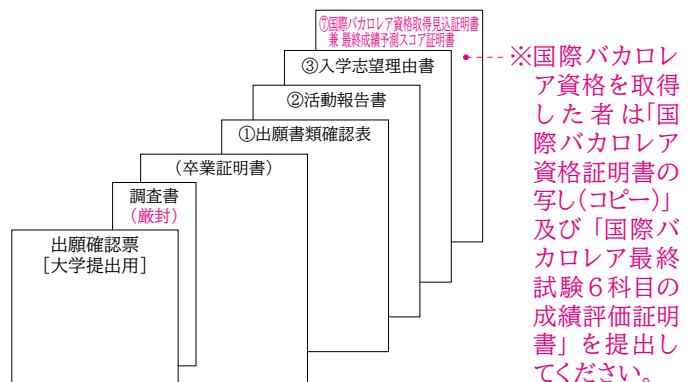 ⑦国際バカロレア資格取得見込証明書
兼 最終成績予測スコア証明書
③入学志望理由書
②活動報告書
①出願書類確認表
(卒業証明書)
調査書
(厳封)
出願確認票
[大学提出用]
※国際バカロレ
ア資格を取得
した者は「国
際バカロレア
資格証明書の
写し(コピー)」
及び「国際バ
カロレア最終
試験6科目の
成績評価証明
書」を提出し
てください。